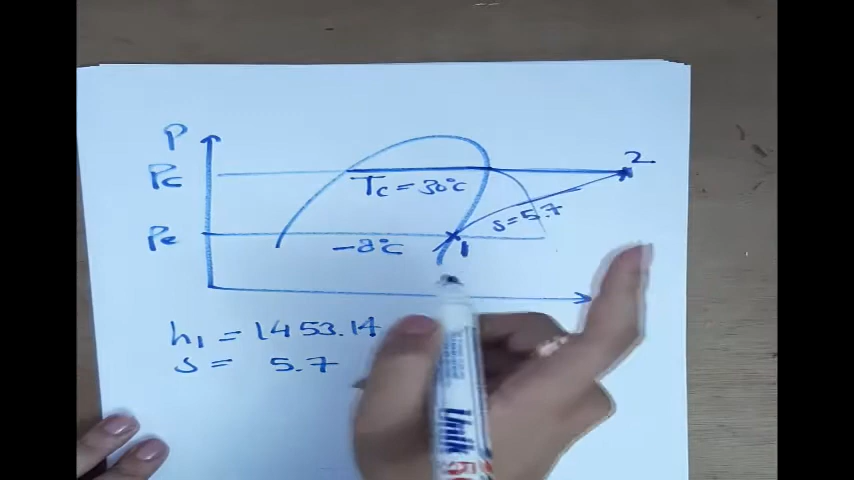 P
2
Pc
Tc = 30°c
s=5.7
Pe
-8°c
1
h1 = 1453.14
s = 5.7
Unik